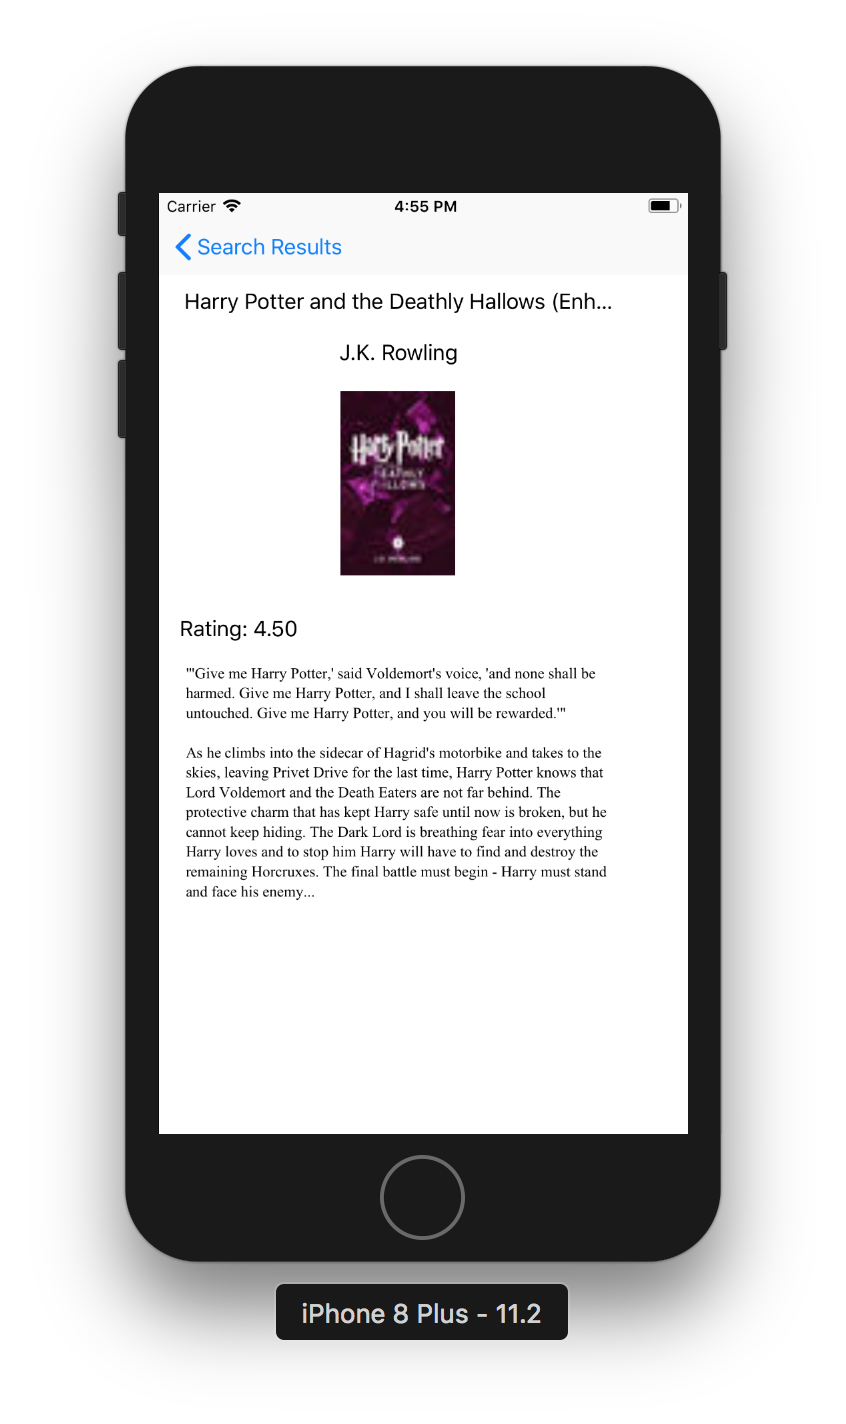 Carrier 4:55 PM
Search Results
Harry Potter and the Deathly Hallows (Enh...
J.K. Rowling
Harry Potter
DEATHLY
HALLOWS
J.K. ROWLING
Rating: 4.50
"'Give me Harry Potter,' said Voldemort's voice, 'and none shall be
harmed. Give me Harry Potter, and I shall leave the school
untouched. Give me Harry Potter, and you will be rewarded.'"
As he climbs into the sidecar of Hagrid's motorbike and takes to the
skies, leaving Privet Drive for the last time, Harry Potter knows that
Lord Voldemort and the Death Eaters are not far behind. The
protective charm that has kept Harry safe until now is broken, but he
cannot keep hiding. The Dark Lord is breathing fear into everything
Harry loves and to stop him Harry will have to find and destroy the
remaining Horcruxes. The final battle must begin - Harry must stand
and face his enemy...
iPhone 8 Plus - 11.2